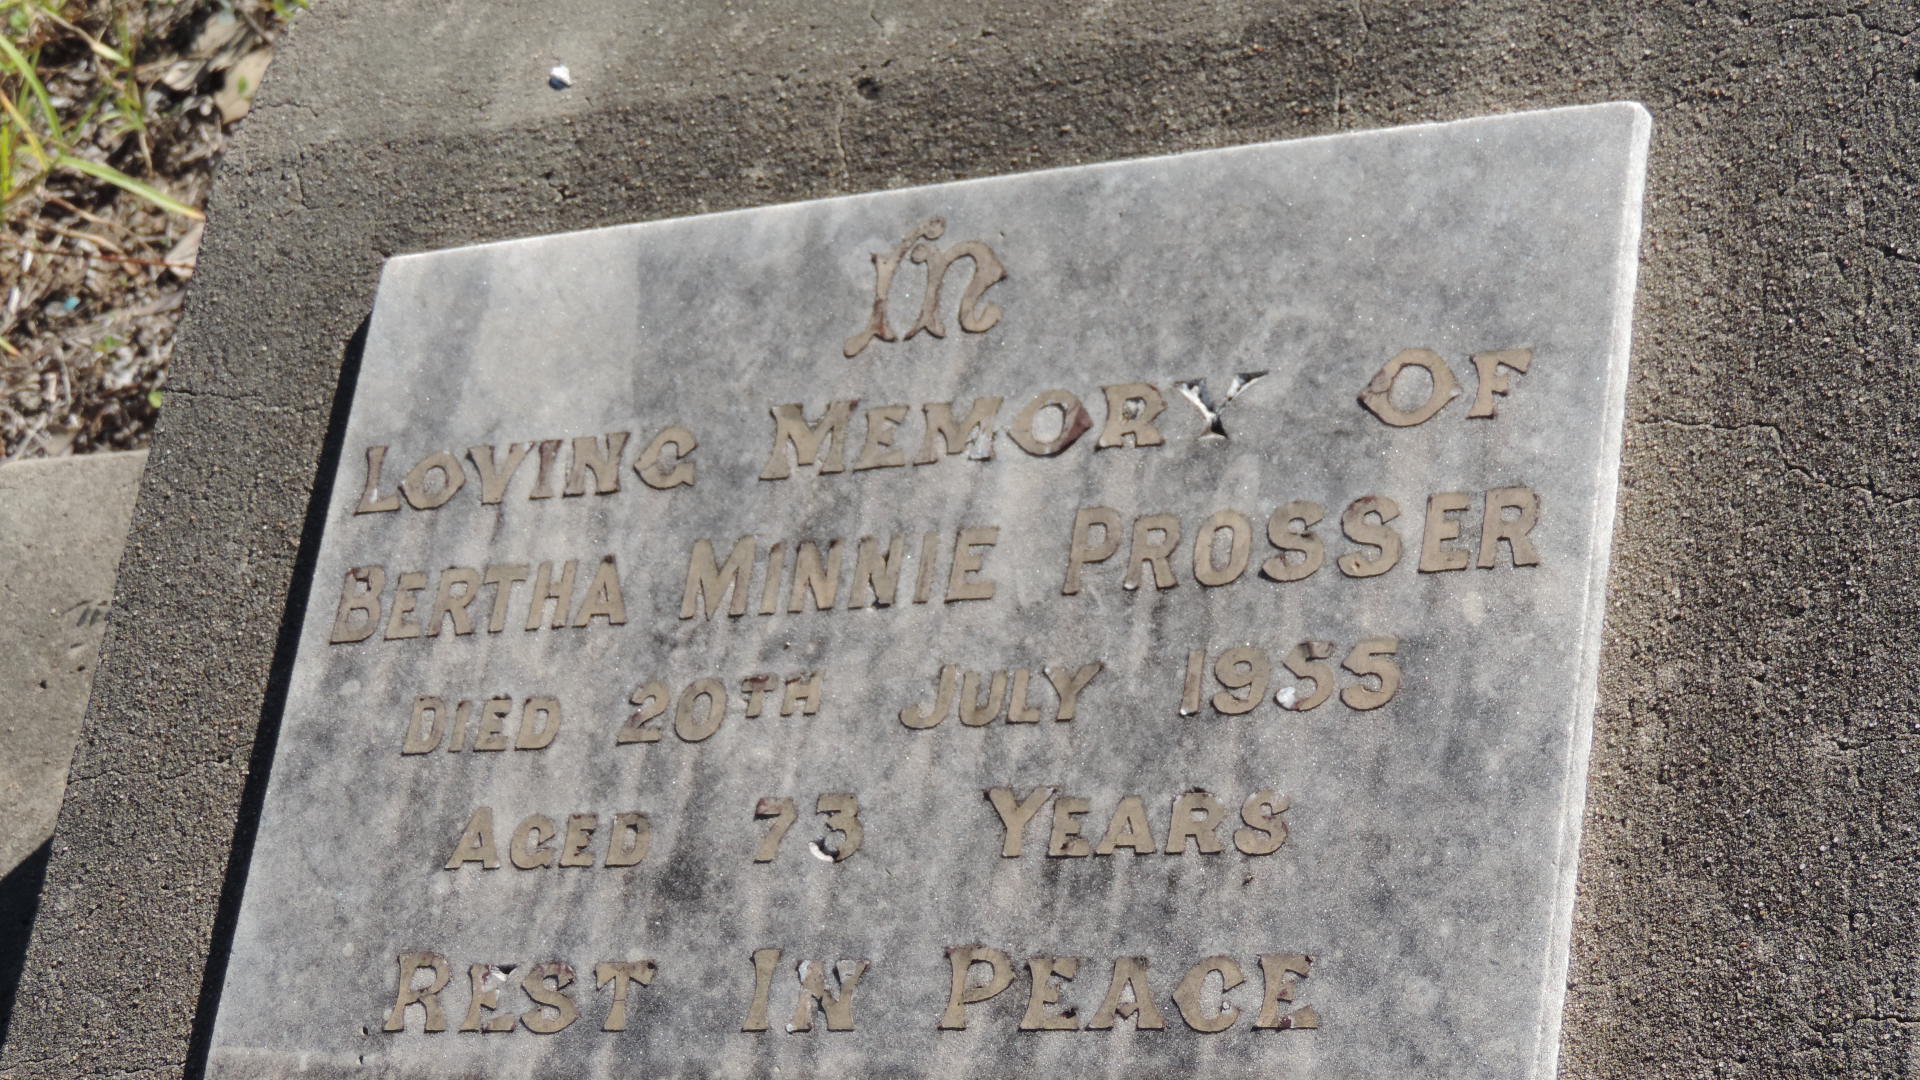 In
LOVING MEMORY OF
BERTHA MINNIE PROSSER
DIED 20TH JULY 1955
AGED 73 YEARS
REST IN PEACE